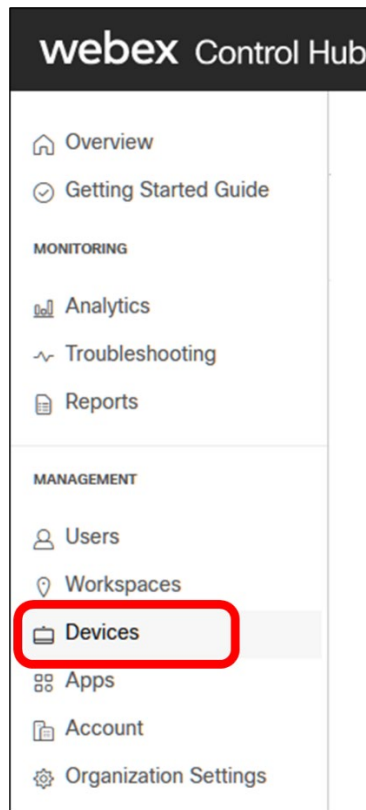 webex Control Hub
Overview
Getting Started Guide
MONITORING
Analytics
Troubleshooting
Reports
MANAGEMENT
Users
Workspaces
Devices
Apps
Account
Organization Settings